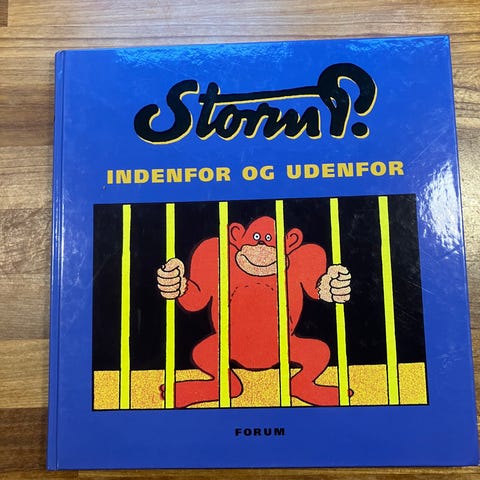 Storm P.
INDENFOR OG UDENFOR
FORUM